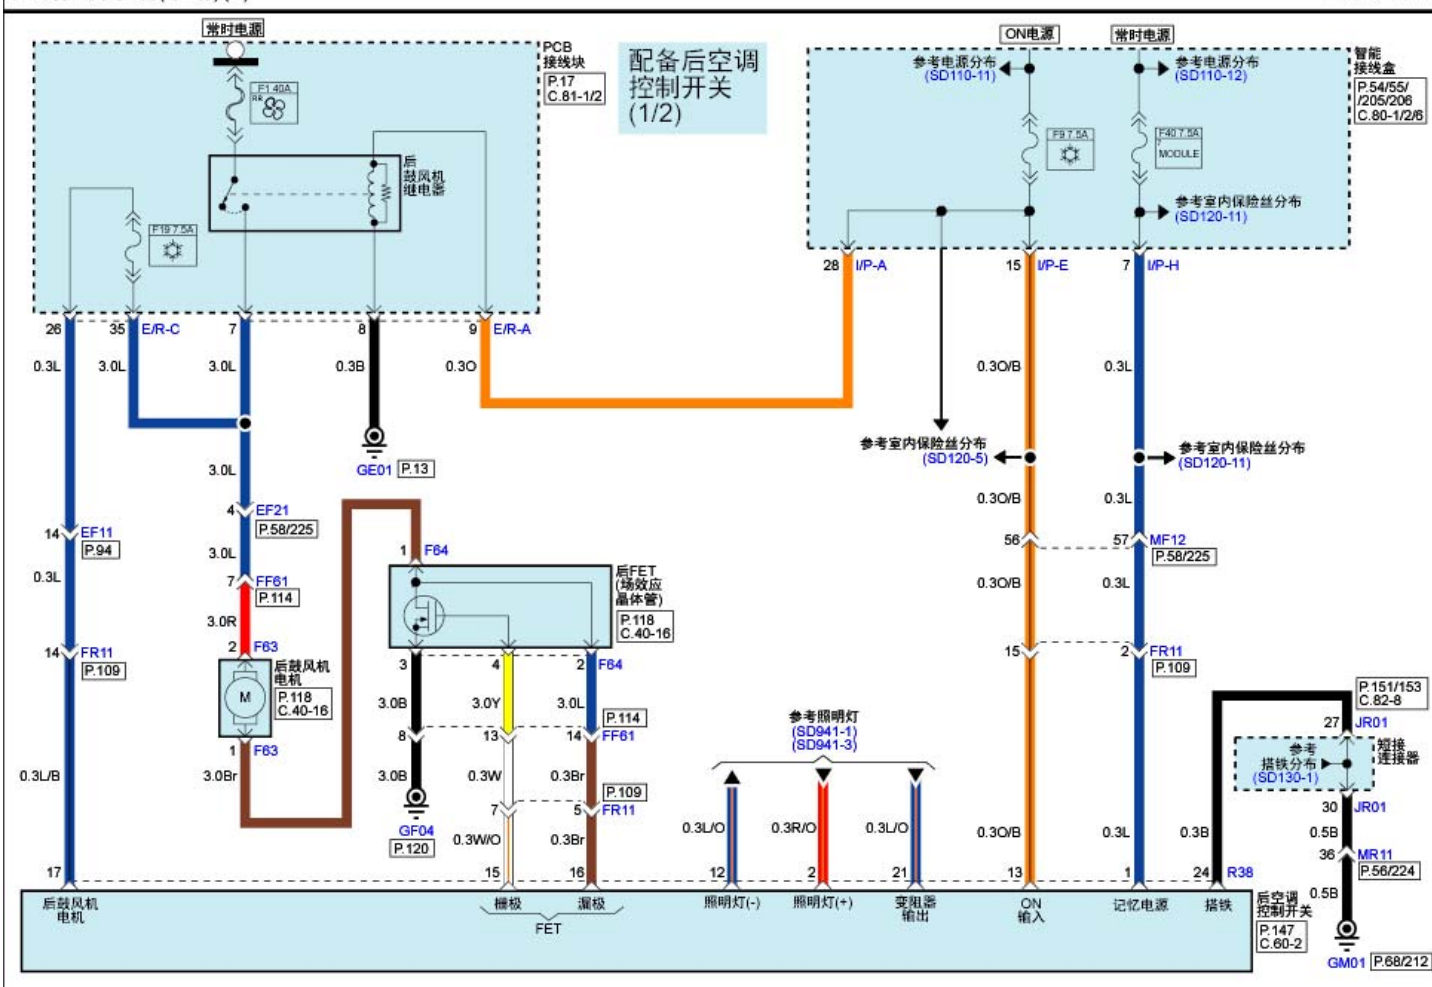 常时电源
ON电源
常时电源
PCB
接线块
P.17
C.81-1/2
配备后空调
控制开关
(1/2)
智能
接线盒
P.54/55/
/205/206
C.80-1/2/6
参考电源分布
(SD110-11)
参考电源分布
(SD110-12)
F1 40A
RR
F9 7.5A
F40 7.5A
7
MODULE
后
鼓风机
继电器
F19 7.5A
参考室内保险丝分布
(SD120-11)
28 I/P-A
15 I/P-E
7 I/P-H
26
35 E/R-C
7
8
9 E/R-A
0.3L
3.0L
3.0L
0.3B
0.3O
0.3O/B
0.3L
GE01 P.13
参考室内保险丝分布
(SD120-5)
参考室内保险丝分布
(SD120-11)
3.0L
0.3O/B
0.3L
4 EF21
P.58/225
14 EF11
P.94
56
57 MF12
P.58/225
3.0L
1 F64
0.3L
7 FF61
P.114
0.3O/B
0.3L
后FET
(场效应
晶体管)
P.118
C.40-16
3.0R
2 F63
14 FR11
P.109
15
2 FR11
P.109
3
4
2 F64
后鼓风机
电机
P.118
C.40-16
M
1 F63
3.0B
3.0Y
3.0L
P.114
8
13
14 FF61
参考照明灯
(SD941-1)
(SD941-3)
P.151/153
C.82-8
27 JR01
短接
连接器
参考
搭铁分布
(SD130-1)
30 JR01
0.3L/B
3.0Br
3.0B
0.3W
0.3Br
P.109
7
5 FR11
GF04
P.120
0.3W/O
0.3Br
0.3L/O
0.3R/O
0.3L/O
0.3O/B
0.3L
0.3B
0.5B
36 MR11
P.56/224
0.5B
17
15
16
12
2
21
13
1
24 R38
后鼓风机
电机
栅极
漏极
FET
照明灯(-)
照明灯(+)
变阻器
输出
ON
输入
记忆电源
搭铁
后空调
控制开关
P.147
C.60-2
GM01 P.68/212